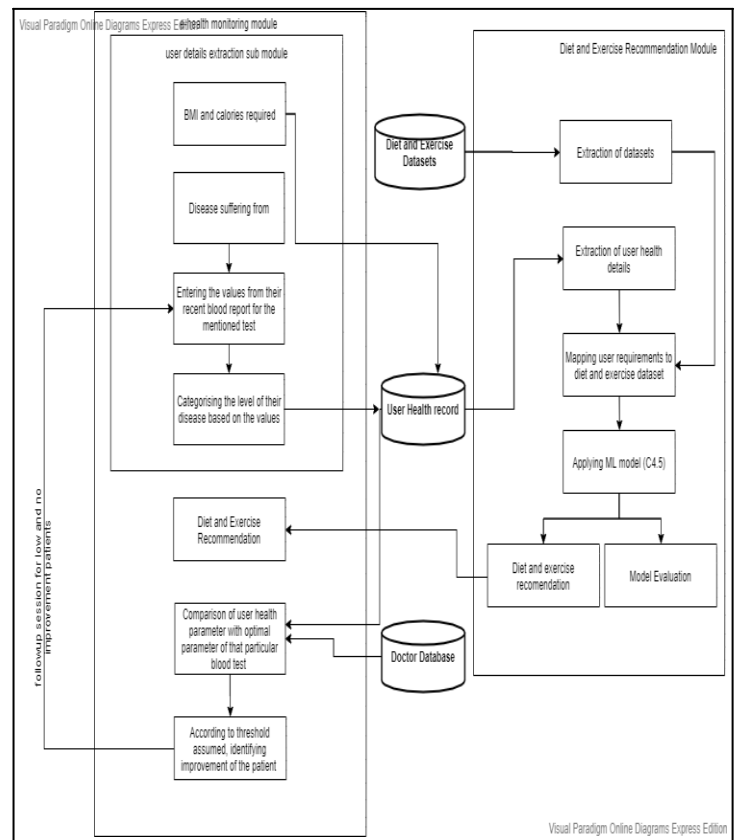 Visual Paradigm Online Diagrams Express Edition
e-health monitoring module
user details extraction sub module
BMI and calories required
Disease suffering from
Entering the values from their
recent blood report for the
mentioned test
Categorising the level of their
disease based on the values
Diet and Exercise
Recommendation
Comparison of user health
parameter with optimal
parameter of that particular
blood test
According to threshold
assumed, identifying
improvement of the patient
followup session for low and no
improvement patients
Diet and Exercise
Datasets
User Health record
Doctor Database
Diet and Exercise Recommendation Module
Extraction of datasets
Extraction of user health
details
Mapping user requirements to
diet and exercise dataset
Applying ML model (C4.5)
Diet and exercise
recomendation
Model Evaluation
Visual Paradigm Online Diagrams Express Edition